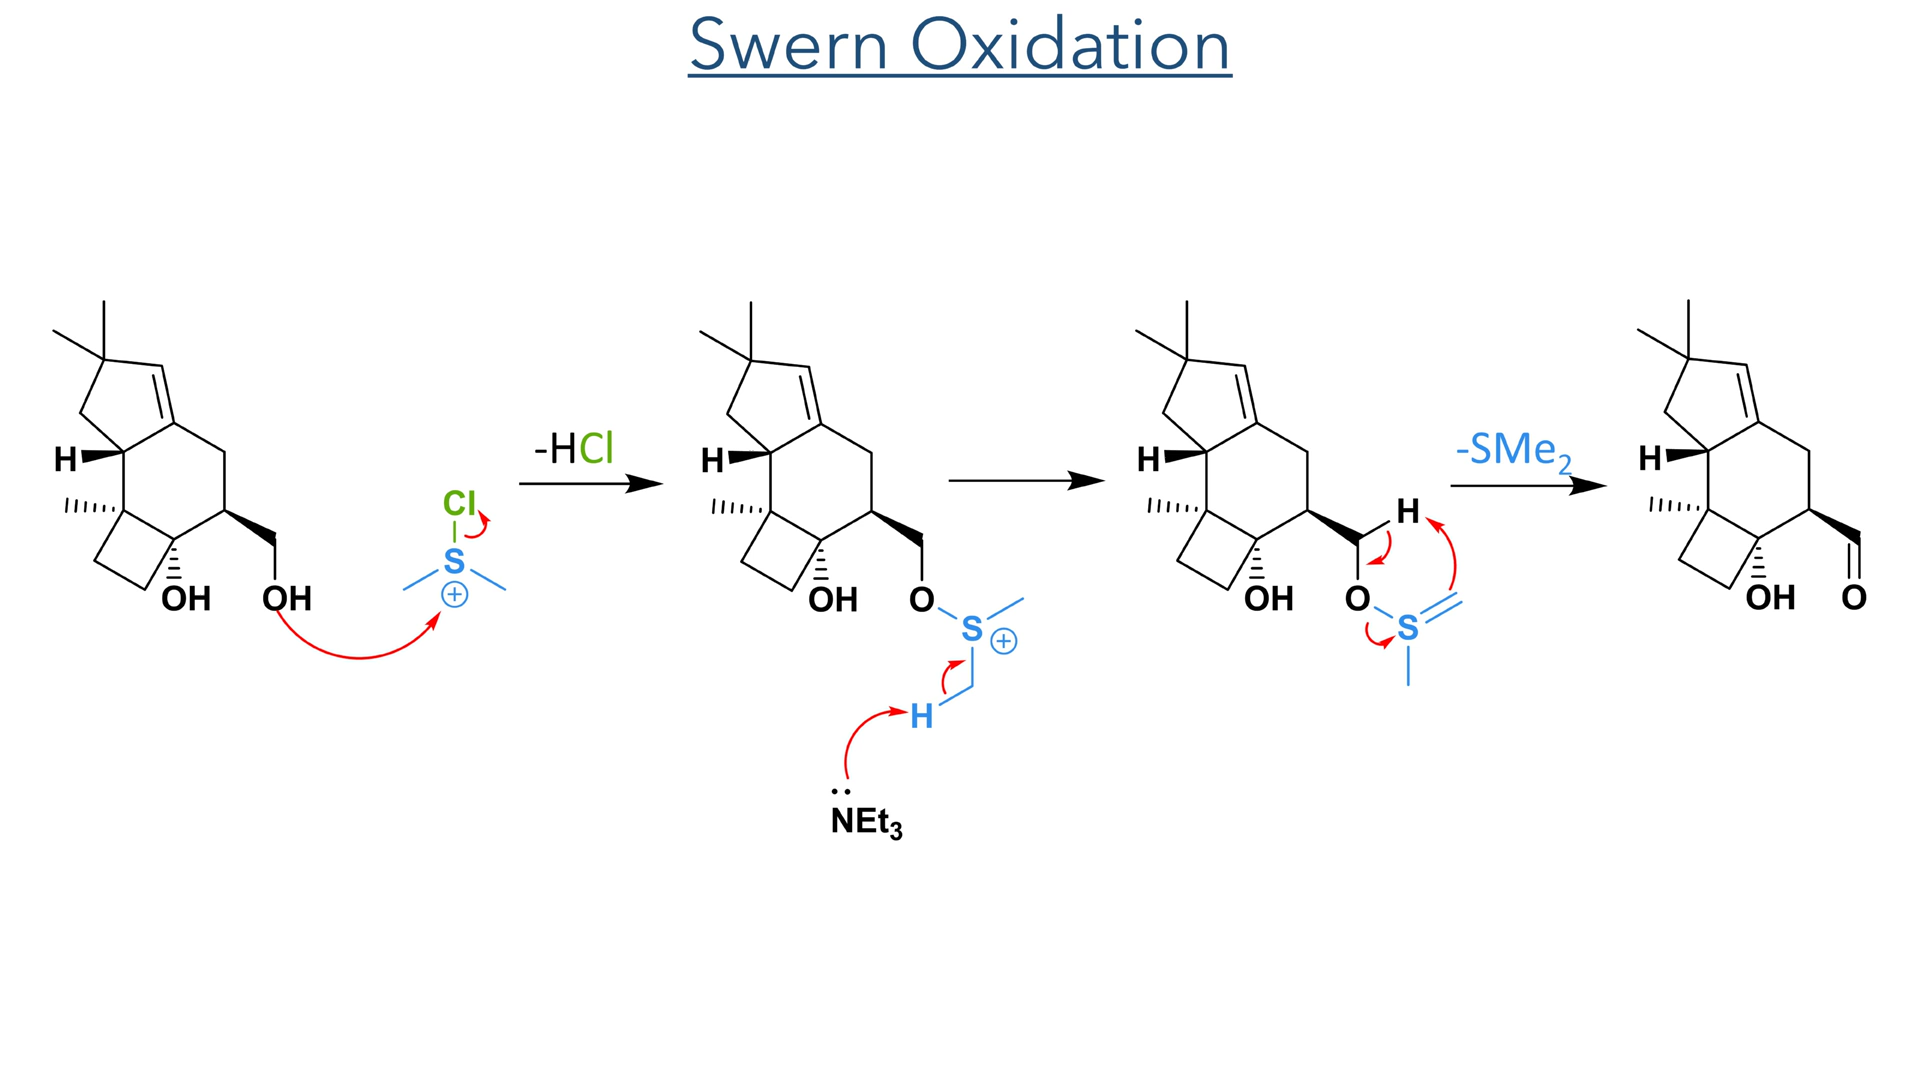 Swern Oxidation
H
OH
OH
Cl
S
+
-HCl
H
OH
O
S
+
H
NEt₃
H
OH
H
O
S
-SMe₂
H
OH
O